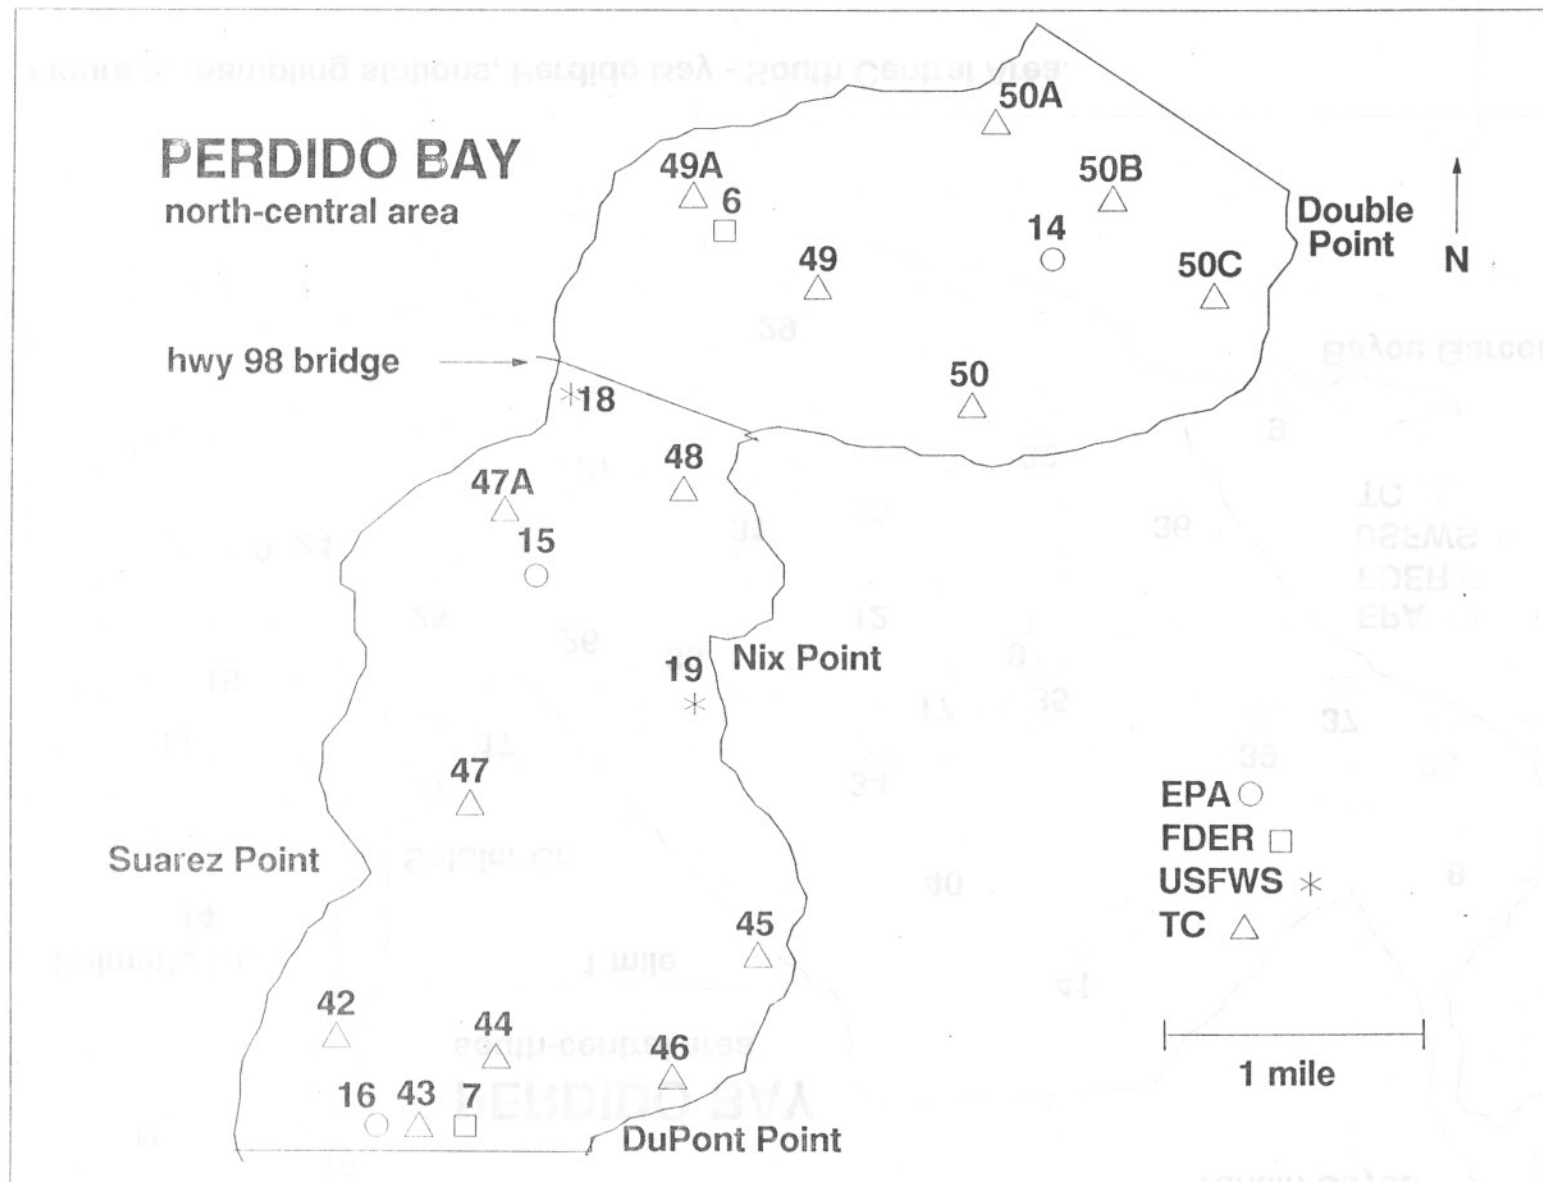 PERDIDO BAY
north-central area
50A
49A
6
50B
14
Double
Point
49
50C
N
hwy 98 bridge
18
50
48
47A
15
Nix Point
19
47
EPA
FDER
USFWS
TC
Suarez Point
45
42
44
46
1 mile
16
43
7
DuPont Point